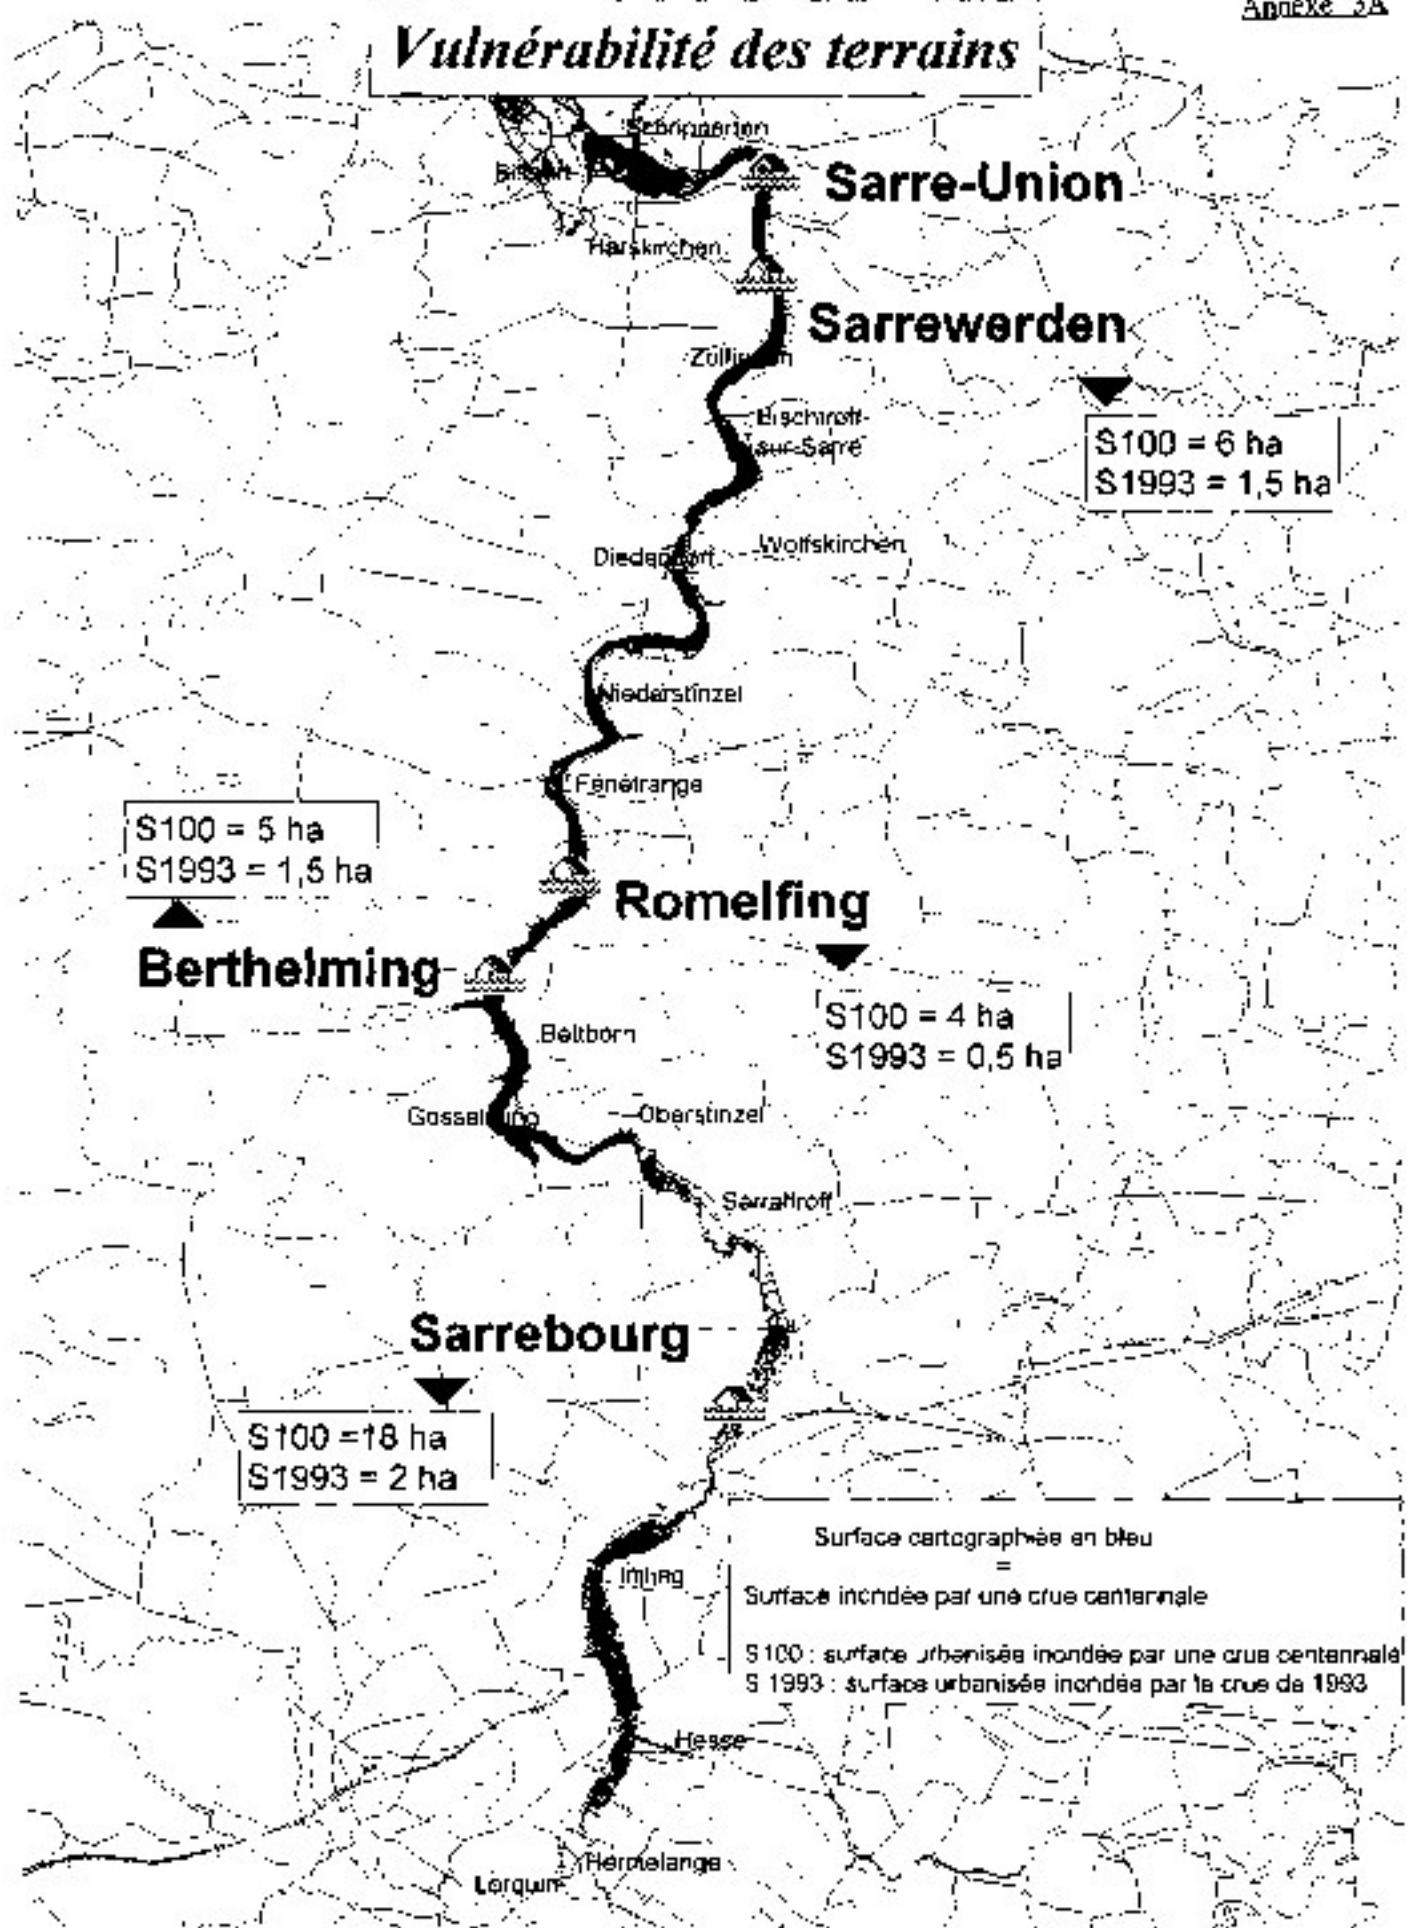 Annexe 3A
Vulnérabilité des terrains
Sarre-Union
Harskirchen
Sarrewerden
Bischtroff-
sur-Sarre
S100 = 6 ha
S1993 = 1,5 ha
Wolfskirchen
Niederstinzel
Fenétrange
S100 = 5 ha
S1993 = 1,5 ha
Romelfing
Berthelming
S100 = 4 ha
S1993 = 0,5 ha
Bettborn
Oberstinzel
Sarraltroff
Sarrebourg
S100 =18 ha
S1993 = 2 ha
Surface cartographiée en bleu
=
Surface inondée par une crue centennale
Imling
S100 : surface urbanisée inondée par une crue centennale
S 1993 : surface urbanisée inondée par la crue de 1993
Hesse
Hermelange
Lorquin